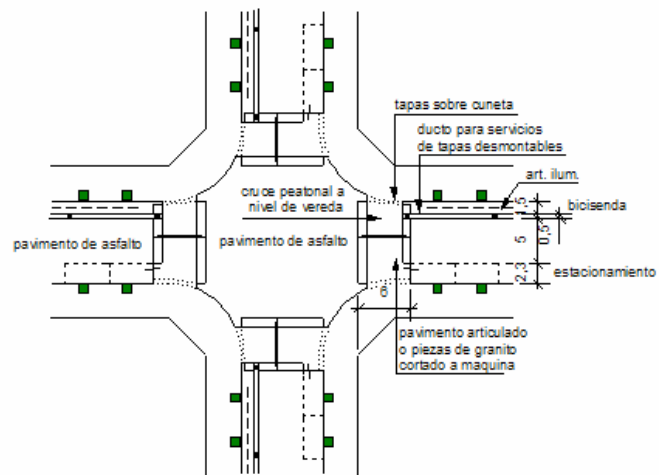 tapas sobre cuneta
ducto para servicios
de tapas desmontables
art. ilum.
cruce peatonal a
nivel de vereda
1,5
bicisenda
0,5
pavimento de asfalto
pavimento de asfalto
5
2,3
estacionamiento
6
pavimento articulado
o piezas de granito
cortado a maquina